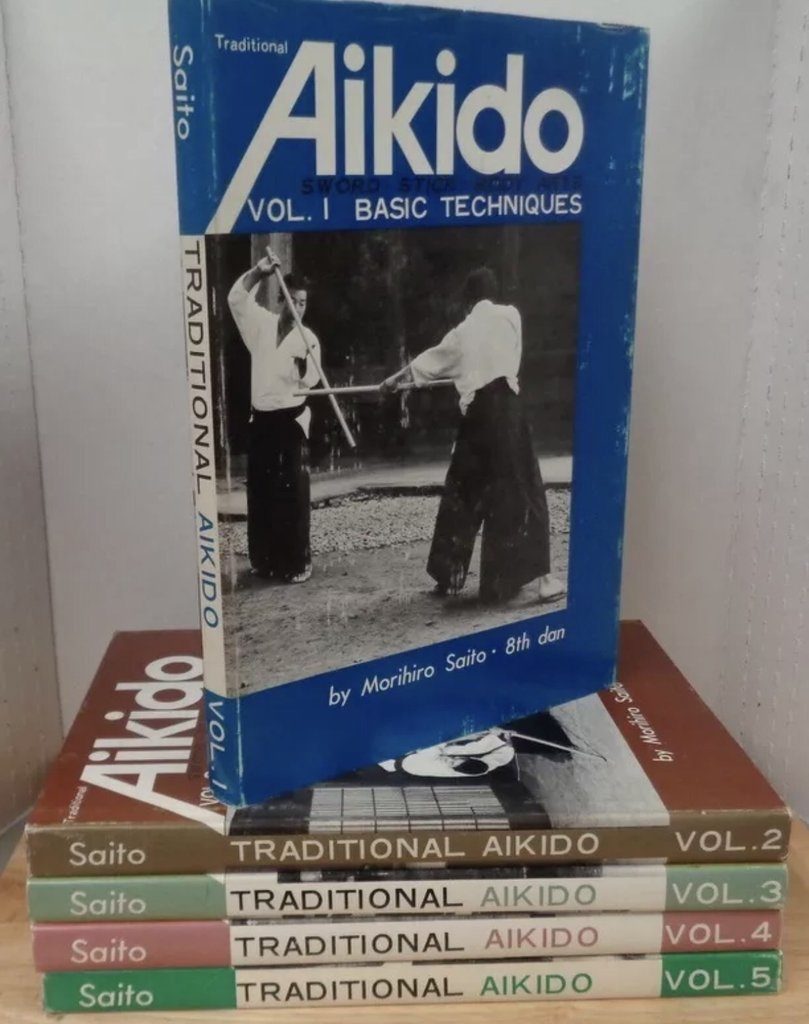 Traditional
Aikido
SWORD STICK BODY ARTS
VOL. I BASIC TECHNIQUES
by Morihiro Saito · 8th dan
Saito
TRADITIONAL AIKIDO
VOL. I
Traditional
Aikido
by Morihiro
Saito TRADITIONAL AIKIDO VOL.2
Saito TRADITIONAL AIKIDO VOL.3
Saito TRADITIONAL AIKIDO VOL.4
Saito TRADITIONAL AIKIDO VOL.5